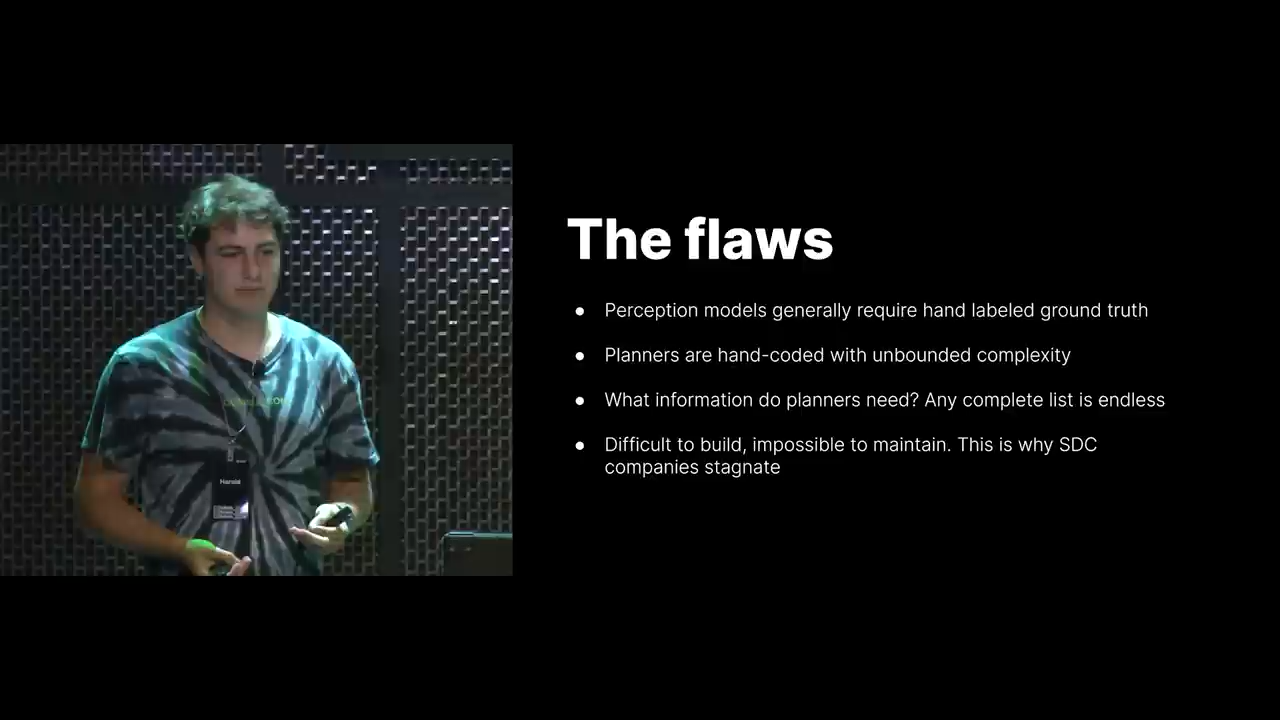 The flaws
Perception models generally require hand labeled ground truth
Planners are hand-coded with unbounded complexity
What information do planners need? Any complete list is endless
Difficult to build, impossible to maintain. This is why SDC
companies stagnate
Harald